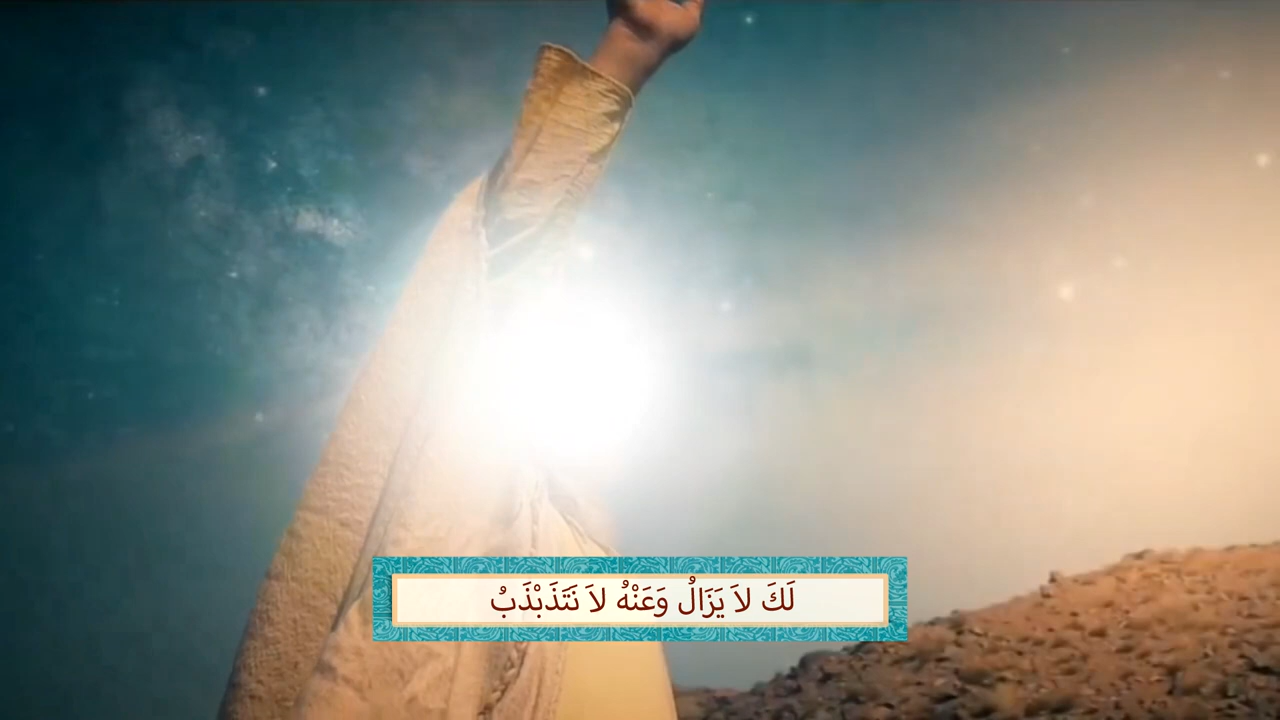 لَكَ لاَ يَزَالُ وَعَنْهُ لاَ نَتَذَبْذَبُ